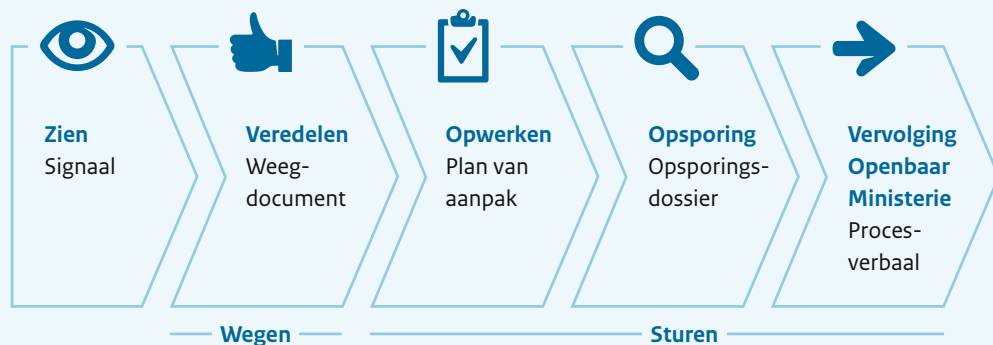 Zien
Signaal
Veredelen
Weeg-
document
Opwerken
Plan van
aanpak
Opsporing
Opsporings-
dossier
Vervolging
Openbaar
Ministerie
Proces-
verbaal
Wegen
Sturen